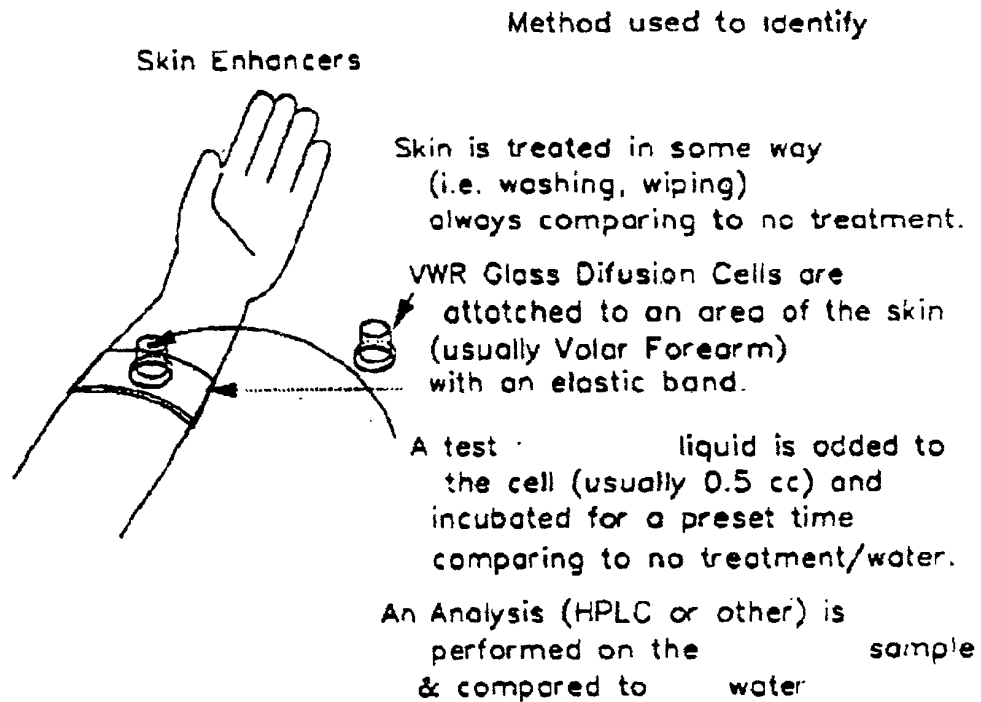 Method used to identify
Skin Enhancers
Skin is treated in some way
(i.e. washing, wiping)
always comparing to no treatment.
VWR Glass Difusion Cells are
attotched to an area of the skin
(usually Volar Forearm)
with an elastic band.
A test liquid is added to
the cell (usually 0.5 cc) and
incubated for a preset time
comparing to no treatment/water.
An Analysis (HPLC or other) is
performed on the sample
& compared to water